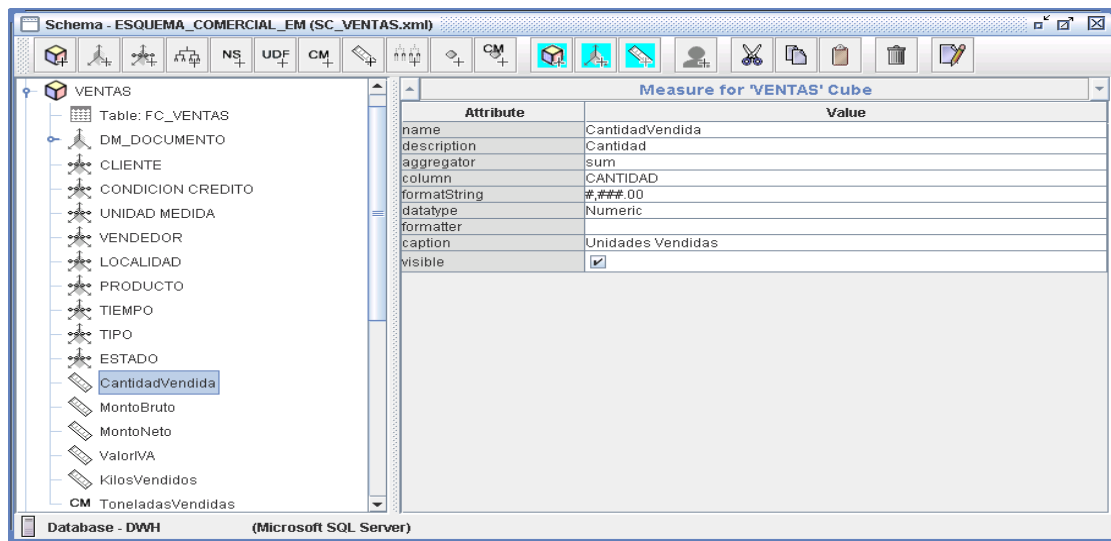 Schema - ESQUEMA_COMERCIAL_EM (SC_VENTAS.xml)
NS UDF CM CM
VENTAS
Table: FC_VENTAS
DM_DOCUMENTO
CLIENTE
CONDICION CREDITO
UNIDAD MEDIDA
VENDEDOR
LOCALIDAD
PRODUCTO
TIEMPO
TIPO
ESTADO
CantidadVendida
MontoBruto
MontoNeto
ValorIVA
KilosVendidos
CM ToneladasVendidas
Measure for 'VENTAS' Cube
Attribute Value
name CantidadVendida
description Cantidad
aggregator sum
column CANTIDAD
formatString #,###.00
datatype Numeric
formatter
caption Unidades Vendidas
visible
Database - DWH (Microsoft SQL Server)